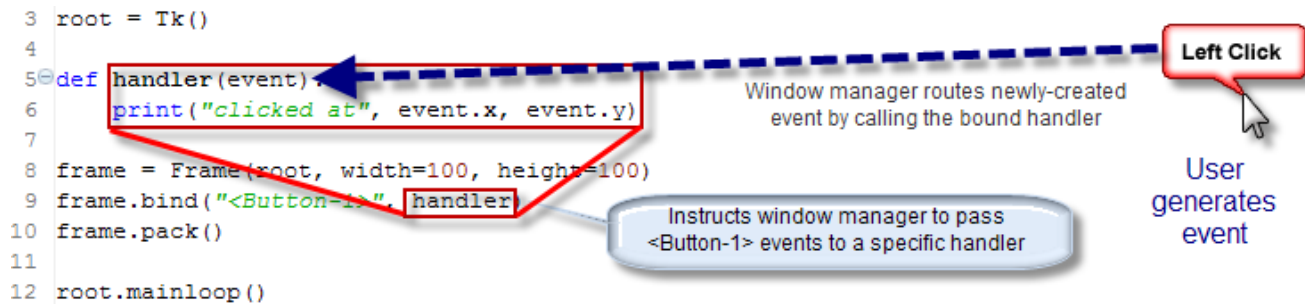 3 root = Tk()
4
5 def handler(event):
6 print("clicked at", event.x, event.y)
7
8 frame = Frame(root, width=100, height=100)
9 frame.bind("<Button-1>", handler)
10 frame.pack()
11
12 root.mainloop()
Left Click
Window manager routes newly-created
event by calling the bound handler
User
generates
event
Instructs window manager to pass
<Button-1> events to a specific handler